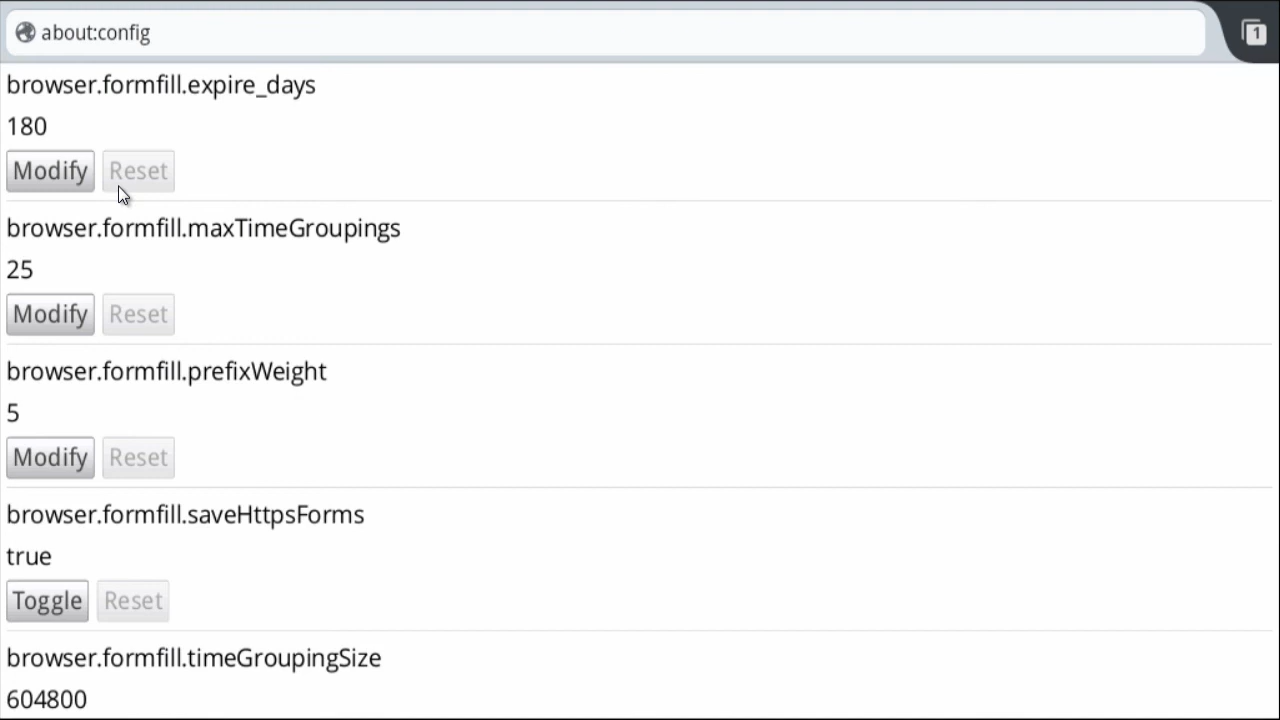 about:config
1
browser.formfill.expire_days
180
Modify Reset
browser.formfill.maxTimeGroupings
25
Modify Reset
browser.formfill.prefixWeight
5
Modify Reset
browser.formfill.saveHttpsForms
true
Toggle Reset
browser.formfill.timeGroupingSize
604800